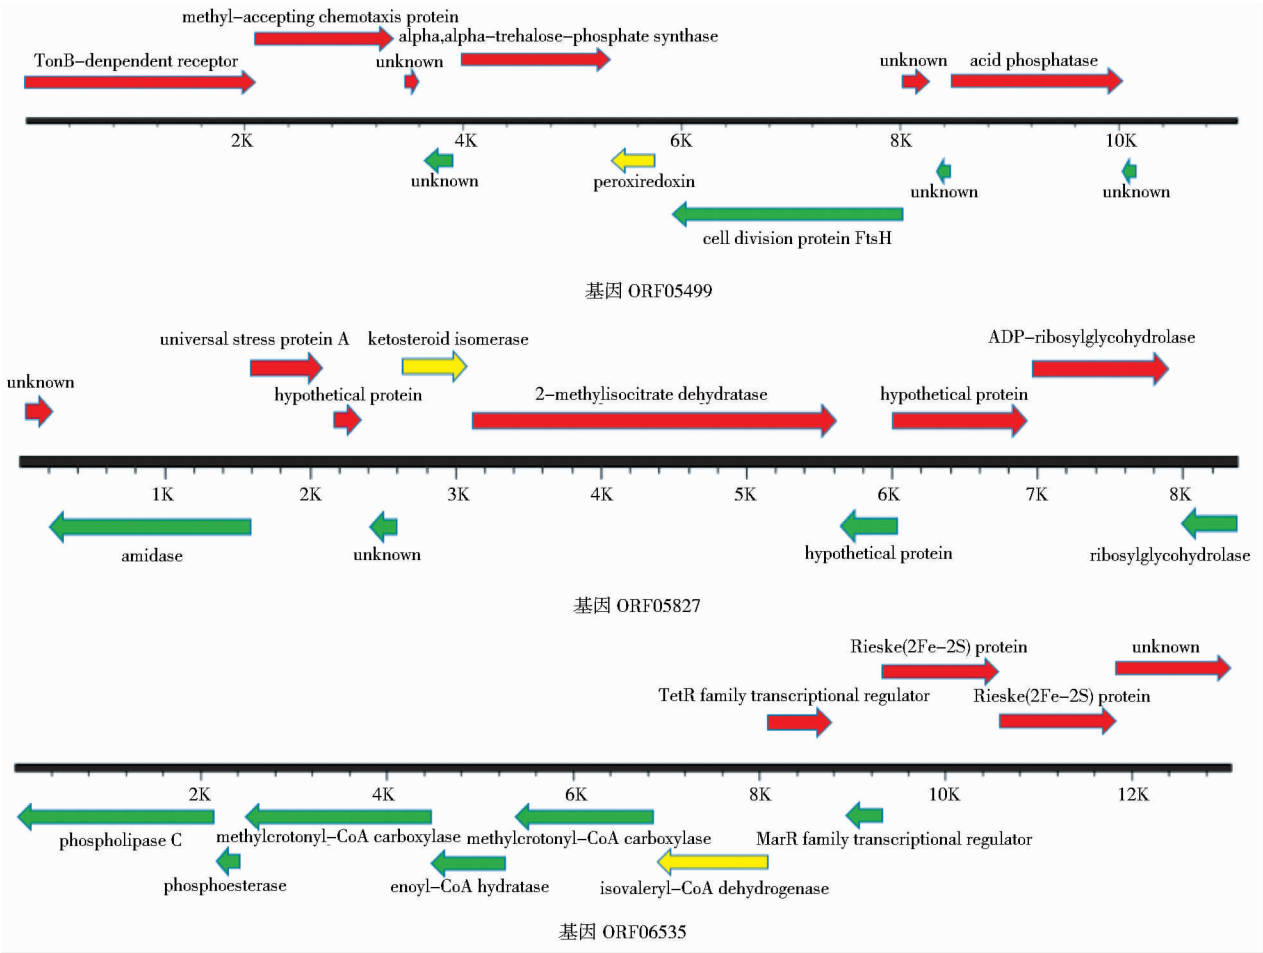 methyl-accepting chemotaxis protein
alpha,alpha-trehalose-phosphate synthase
TonB-denpendent receptor
unknown
unknown
acid phosphatase
2K
4K
6K
8K
10K
unknown
peroxiredoxin
unknown
unknown
cell division protein FtsH
基因 ORF05499
universal stress protein A
ketosteroid isomerase
ADP-ribosylglycohydrolase
unknown
hypothetical protein
2-methylisocitrate dehydratase
hypothetical protein
1K
2K
3K
4K
5K
6K
7K
8K
amidase
unknown
hypothetical protein
ribosylglycohydrolase
基因 ORF05827
Rieske(2Fe-2S) protein
unknown
TetR family transcriptional regulator
Rieske(2Fe-2S) protein
2K
4K
6K
8K
10K
12K
phospholipase C
methylcrotonyl-CoA carboxylase
methylcrotonyl-CoA carboxylase
MarR family transcriptional regulator
phosphoesterase
enoyl-CoA hydratase
isovaleryl-CoA dehydrogenase
基因 ORF06535